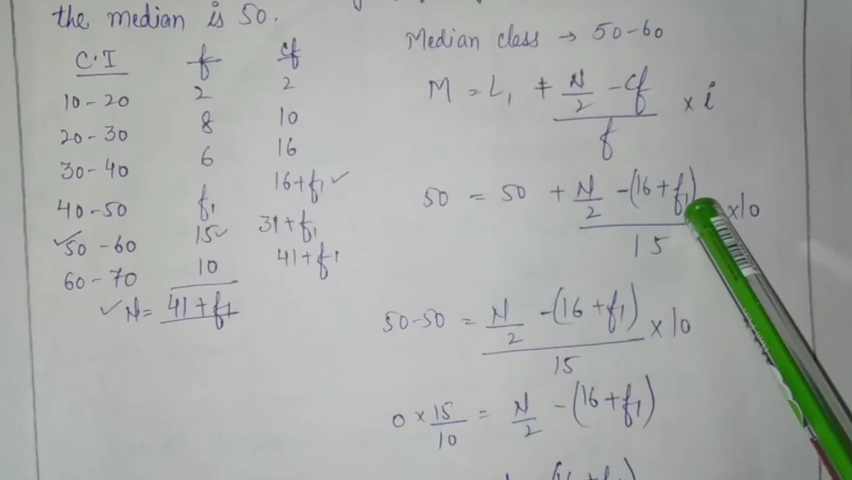 the median is 50.
C.I f cf
10-20 2 2
20-30 8 10
30-40 6 16
40-50 f₁ 16+f₁ ✓
✓50-60 15✓ 31+f₁
60-70 10 41+f₁
✓N= 41+f₁
Median class → 50-60
M = L₁ + N/2 - cf / f × i
50 = 50 + N/2 -(16+f₁) / 15 ×10
50-50 = N/2 -(16+f₁) / 15 ×10
0 × 15/10 = N/2 -(16+f₁)